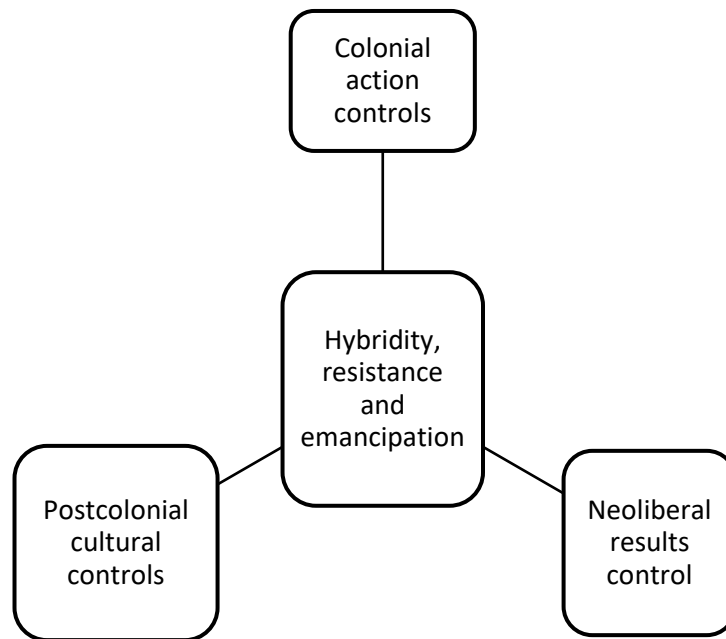 Colonial
action
controls
Hybridity,
resistance
and
emancipation
Postcolonial
cultural
controls
Neoliberal
results
control